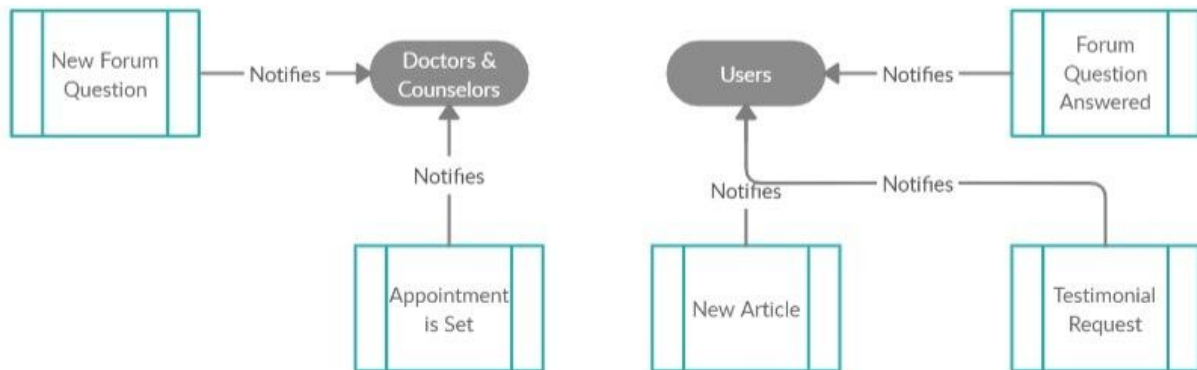 New Forum
Question
Notifies
Doctors &
Counselors
Users
Notifies
Forum
Question
Answered
Notifies
Notifies
Notifies
Appointment
is Set
New Article
Testimonial
Request